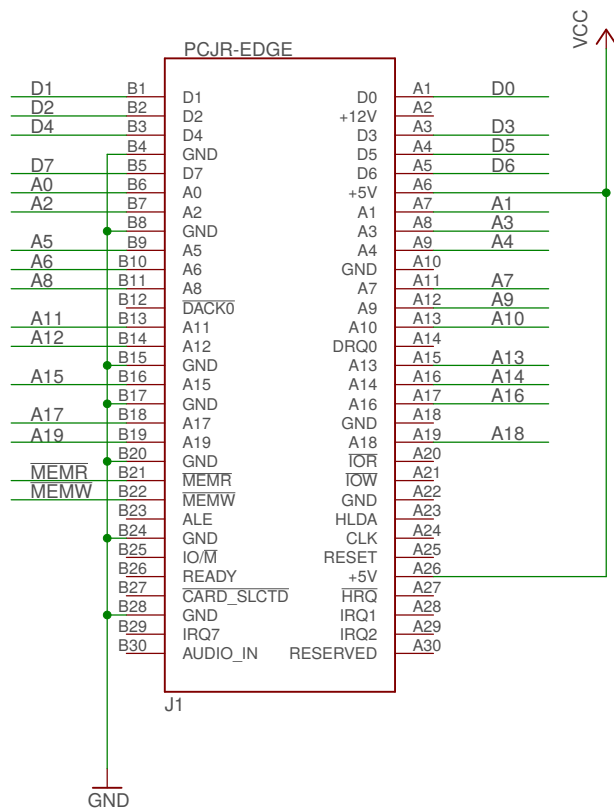 VCC
PCJR-EDGE
D1 B1 D1 D0 A1 D0
D2 B2 D2 +12V A2
D4 B3 D4 D3 A3 D3
B4 GND D5 A4 D5
D7 B5 D7 D6 A5 D6
A0 B6 A0 +5V A6
A2 B7 A2 A1 A7 A1
B8 GND A3 A8 A3
A5 B9 A5 A4 A9 A4
A6 B10 A6 GND A10
A8 B11 A8 A7 A11 A7
B12 DACK0 A9 A12 A9
A11 B13 A11 A10 A13 A10
A12 B14 A12 DRQ0 A14
B15 GND A13 A15 A13
A15 B16 A15 A14 A16 A14
B17 GND A16 A17 A16
A17 B18 A17 GND A18
A19 B19 A19 A18 A19 A18
B20 GND IOR A20
MEMR B21 MEMR IOW A21
MEMW B22 MEMW GND A22
B23 ALE HLDA A23
B24 GND CLK A24
B25 IO/M RESET A25
B26 READY +5V A26
B27 CARD_SLCTD HRQ A27
B28 GND IRQ1 A28
B29 IRQ7 IRQ2 A29
B30 AUDIO_IN RESERVED A30
J1
GND